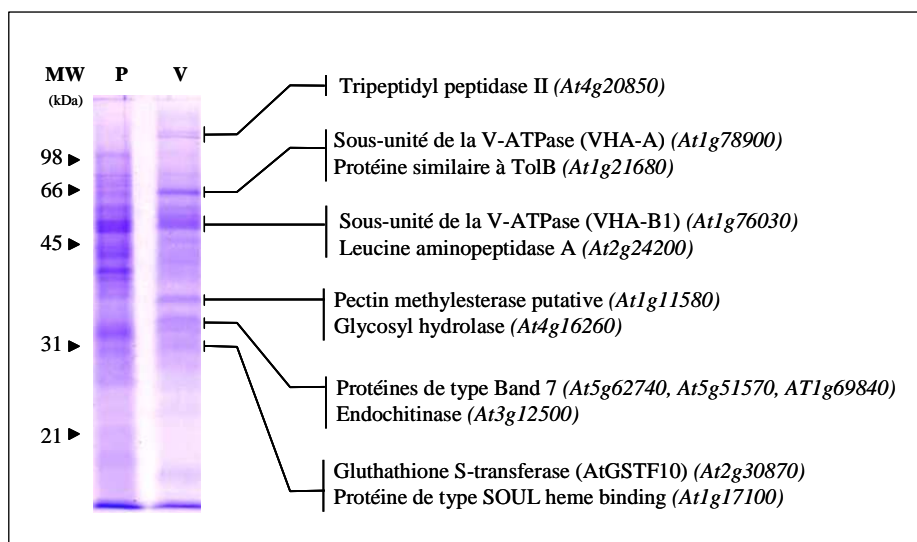 MW P V
(kDa)
98
66
45
31
21
Tripeptidyl peptidase II (At4g20850)
Sous-unité de la V-ATPase (VHA-A) (At1g78900)
Protéine similaire à TolB (At1g21680)
Sous-unité de la V-ATPase (VHA-B1) (At1g76030)
Leucine aminopeptidase A (At2g24200)
Pectin methylesterase putative (At1g11580)
Glycosyl hydrolase (At4g16260)
Protéines de type Band 7 (At5g62740, At5g51570, AT1g69840)
Endochitinase (At3g12500)
Gluthathione S-transferase (AtGSTF10) (At2g30870)
Protéine de type SOUL heme binding (At1g17100)